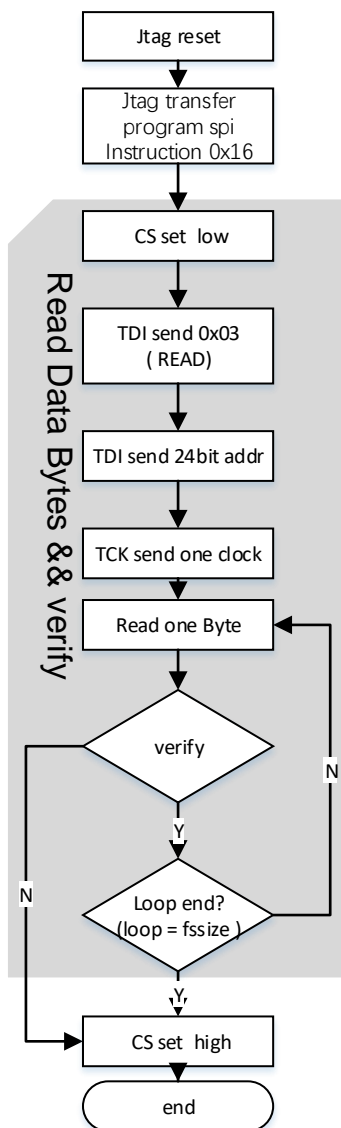 Jtag reset
Jtag transfer
program spi
Instruction 0x16
Read Data Bytes && verify
CS set low
TDI send 0x03
( READ)
TDI send 24bit addr
TCK send one clock
Read one Byte
verify
N
Y
N
Loop end?
(loop = fssize )
Y
CS set high
end